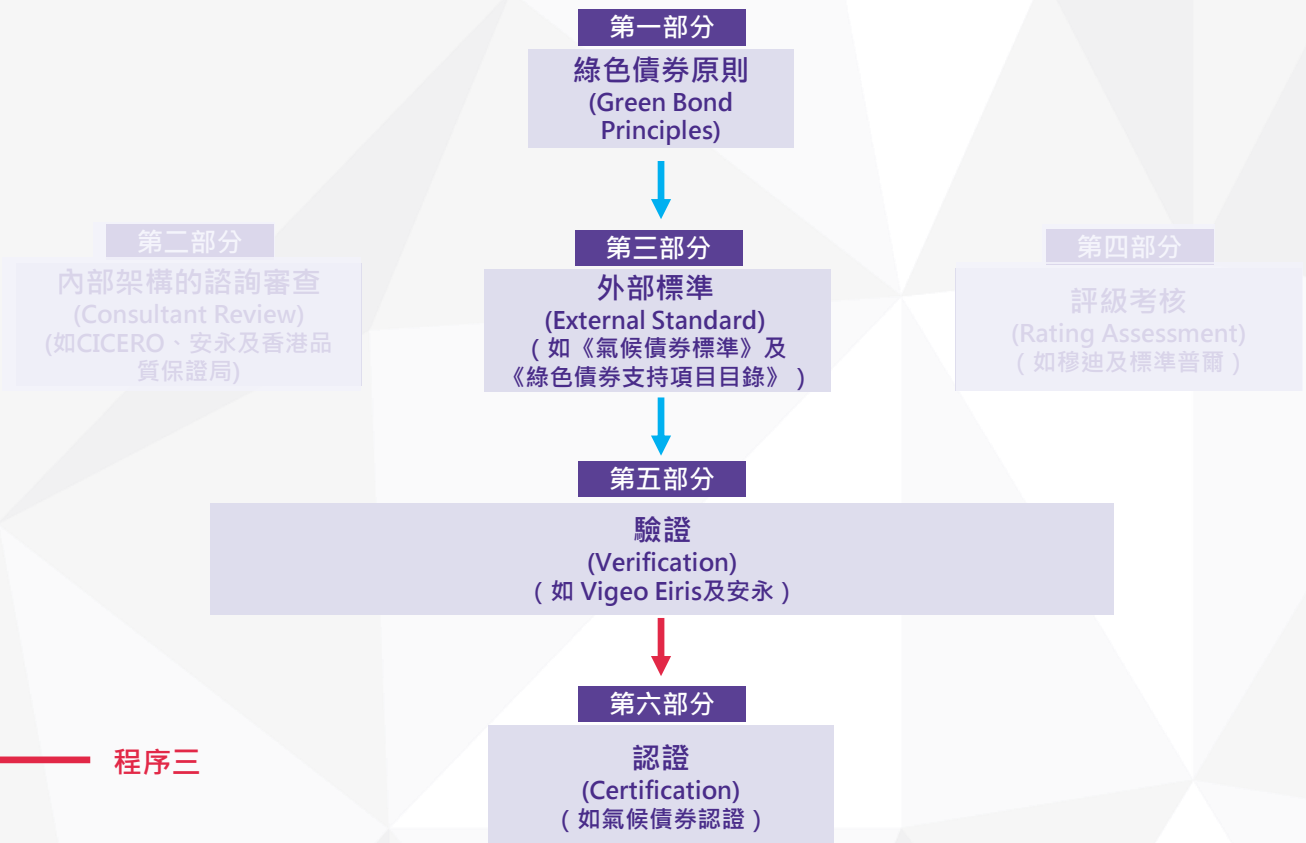 第一部分
綠色債券原則
(Green Bond
Principles)
第二部分
內部架構的諮詢審查
(Consultant Review)
(如CICERO、安永及香港品
質保證局)
第三部分
外部標準
(External Standard)
（如《氣候債券標準》及
《綠色債券支持項目目錄》）
第四部分
評級考核
(Rating Assessment)
（如穆迪及標準普爾）
第五部分
驗證
(Verification)
（如 Vigeo Eiris及安永）
第六部分
認證
(Certification)
（如氣候債券認證）
程序三